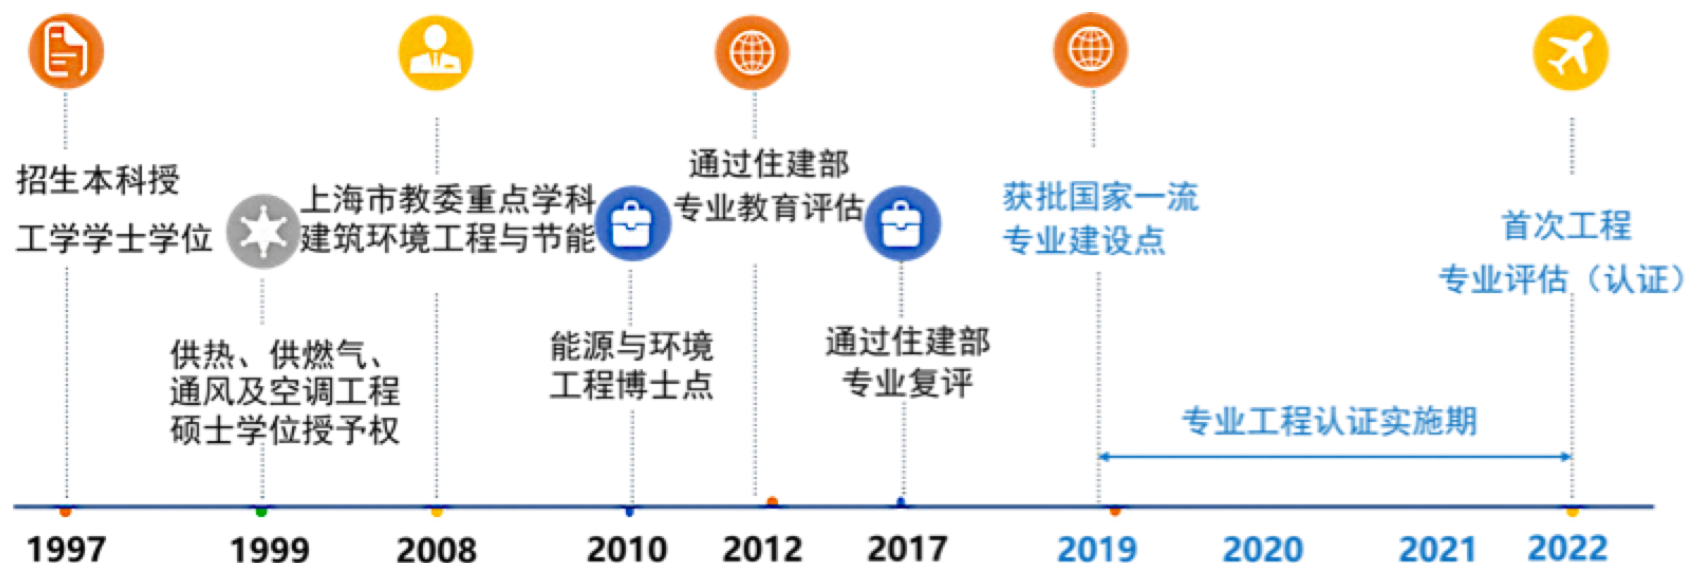 招生本科授
工学学士学位
供热、供燃气、
通风及空调工程
硕士学位授予权
上海市教委重点学科
建筑环境工程与节能
能源与环境
工程博士点
通过住建部
专业教育评估
通过住建部
专业复评
获批国家一流
专业建设点
专业工程认证实施期
首次工程
专业评估（认证）
1997
1999
2008
2010
2012
2017
2019
2020
2021
2022